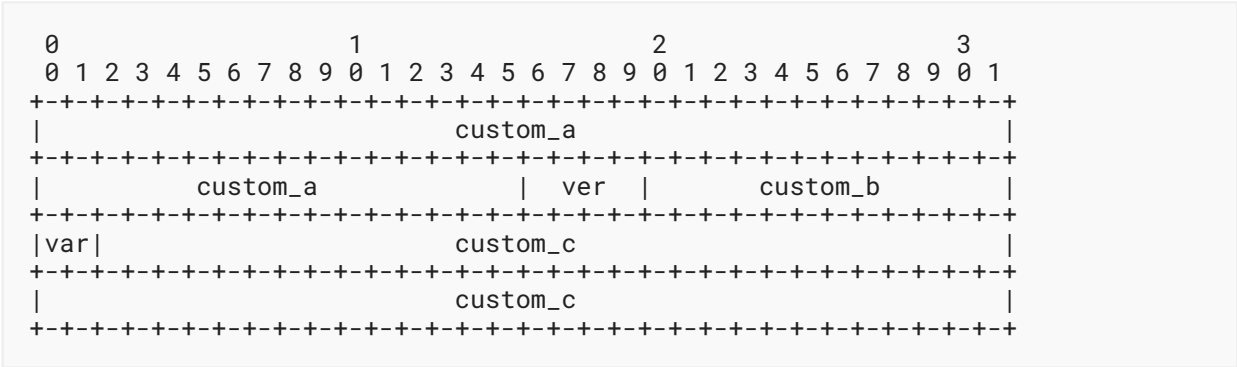 0                   1                   2                   3
 0 1 2 3 4 5 6 7 8 9 0 1 2 3 4 5 6 7 8 9 0 1 2 3 4 5 6 7 8 9 0 1
+-+-+-+-+-+-+-+-+-+-+-+-+-+-+-+-+-+-+-+-+-+-+-+-+-+-+-+-+-+-+-+-+
|                           custom_a                            |
+-+-+-+-+-+-+-+-+-+-+-+-+-+-+-+-+-+-+-+-+-+-+-+-+-+-+-+-+-+-+-+-+
|          custom_a             |  ver  |       custom_b        |
+-+-+-+-+-+-+-+-+-+-+-+-+-+-+-+-+-+-+-+-+-+-+-+-+-+-+-+-+-+-+-+-+
|var|                       custom_c                            |
+-+-+-+-+-+-+-+-+-+-+-+-+-+-+-+-+-+-+-+-+-+-+-+-+-+-+-+-+-+-+-+-+
|                           custom_c                            |
+-+-+-+-+-+-+-+-+-+-+-+-+-+-+-+-+-+-+-+-+-+-+-+-+-+-+-+-+-+-+-+-+